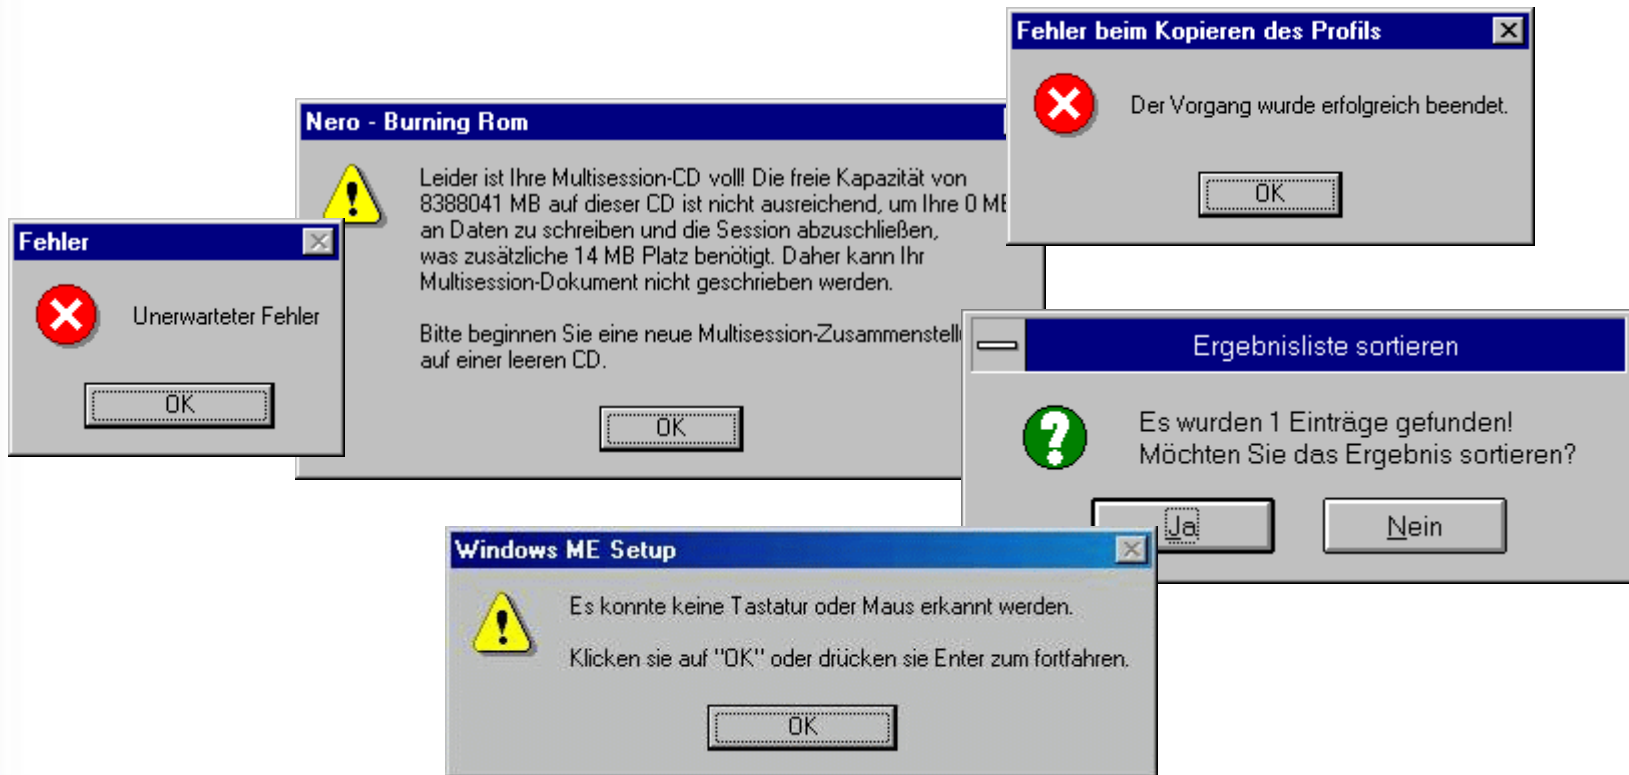 Fehler beim Kopieren des Profils
Der Vorgang wurde erfolgreich beendet.
OK
Nero - Burning Rom
Leider ist Ihre Multisession-CD voll! Die freie Kapazität von
8388041 MB auf dieser CD ist nicht ausreichend, um Ihre 0 MB
an Daten zu schreiben und die Session abzuschließen,
was zusätzliche 14 MB Platz benötigt. Daher kann Ihr
Multisession-Dokument nicht geschrieben werden.
Bitte beginnen Sie eine neue Multisession-Zusammenstell
auf einer leeren CD.
OK
Fehler
Unerwarteter Fehler
OK
Ergebnisliste sortieren
Es wurden 1 Einträge gefunden!
Möchten Sie das Ergebnis sortieren?
Ja Nein
Windows ME Setup
Es konnte keine Tastatur oder Maus erkannt werden.
Klicken sie auf "OK" oder drücken sie Enter zum fortfahren.
OK